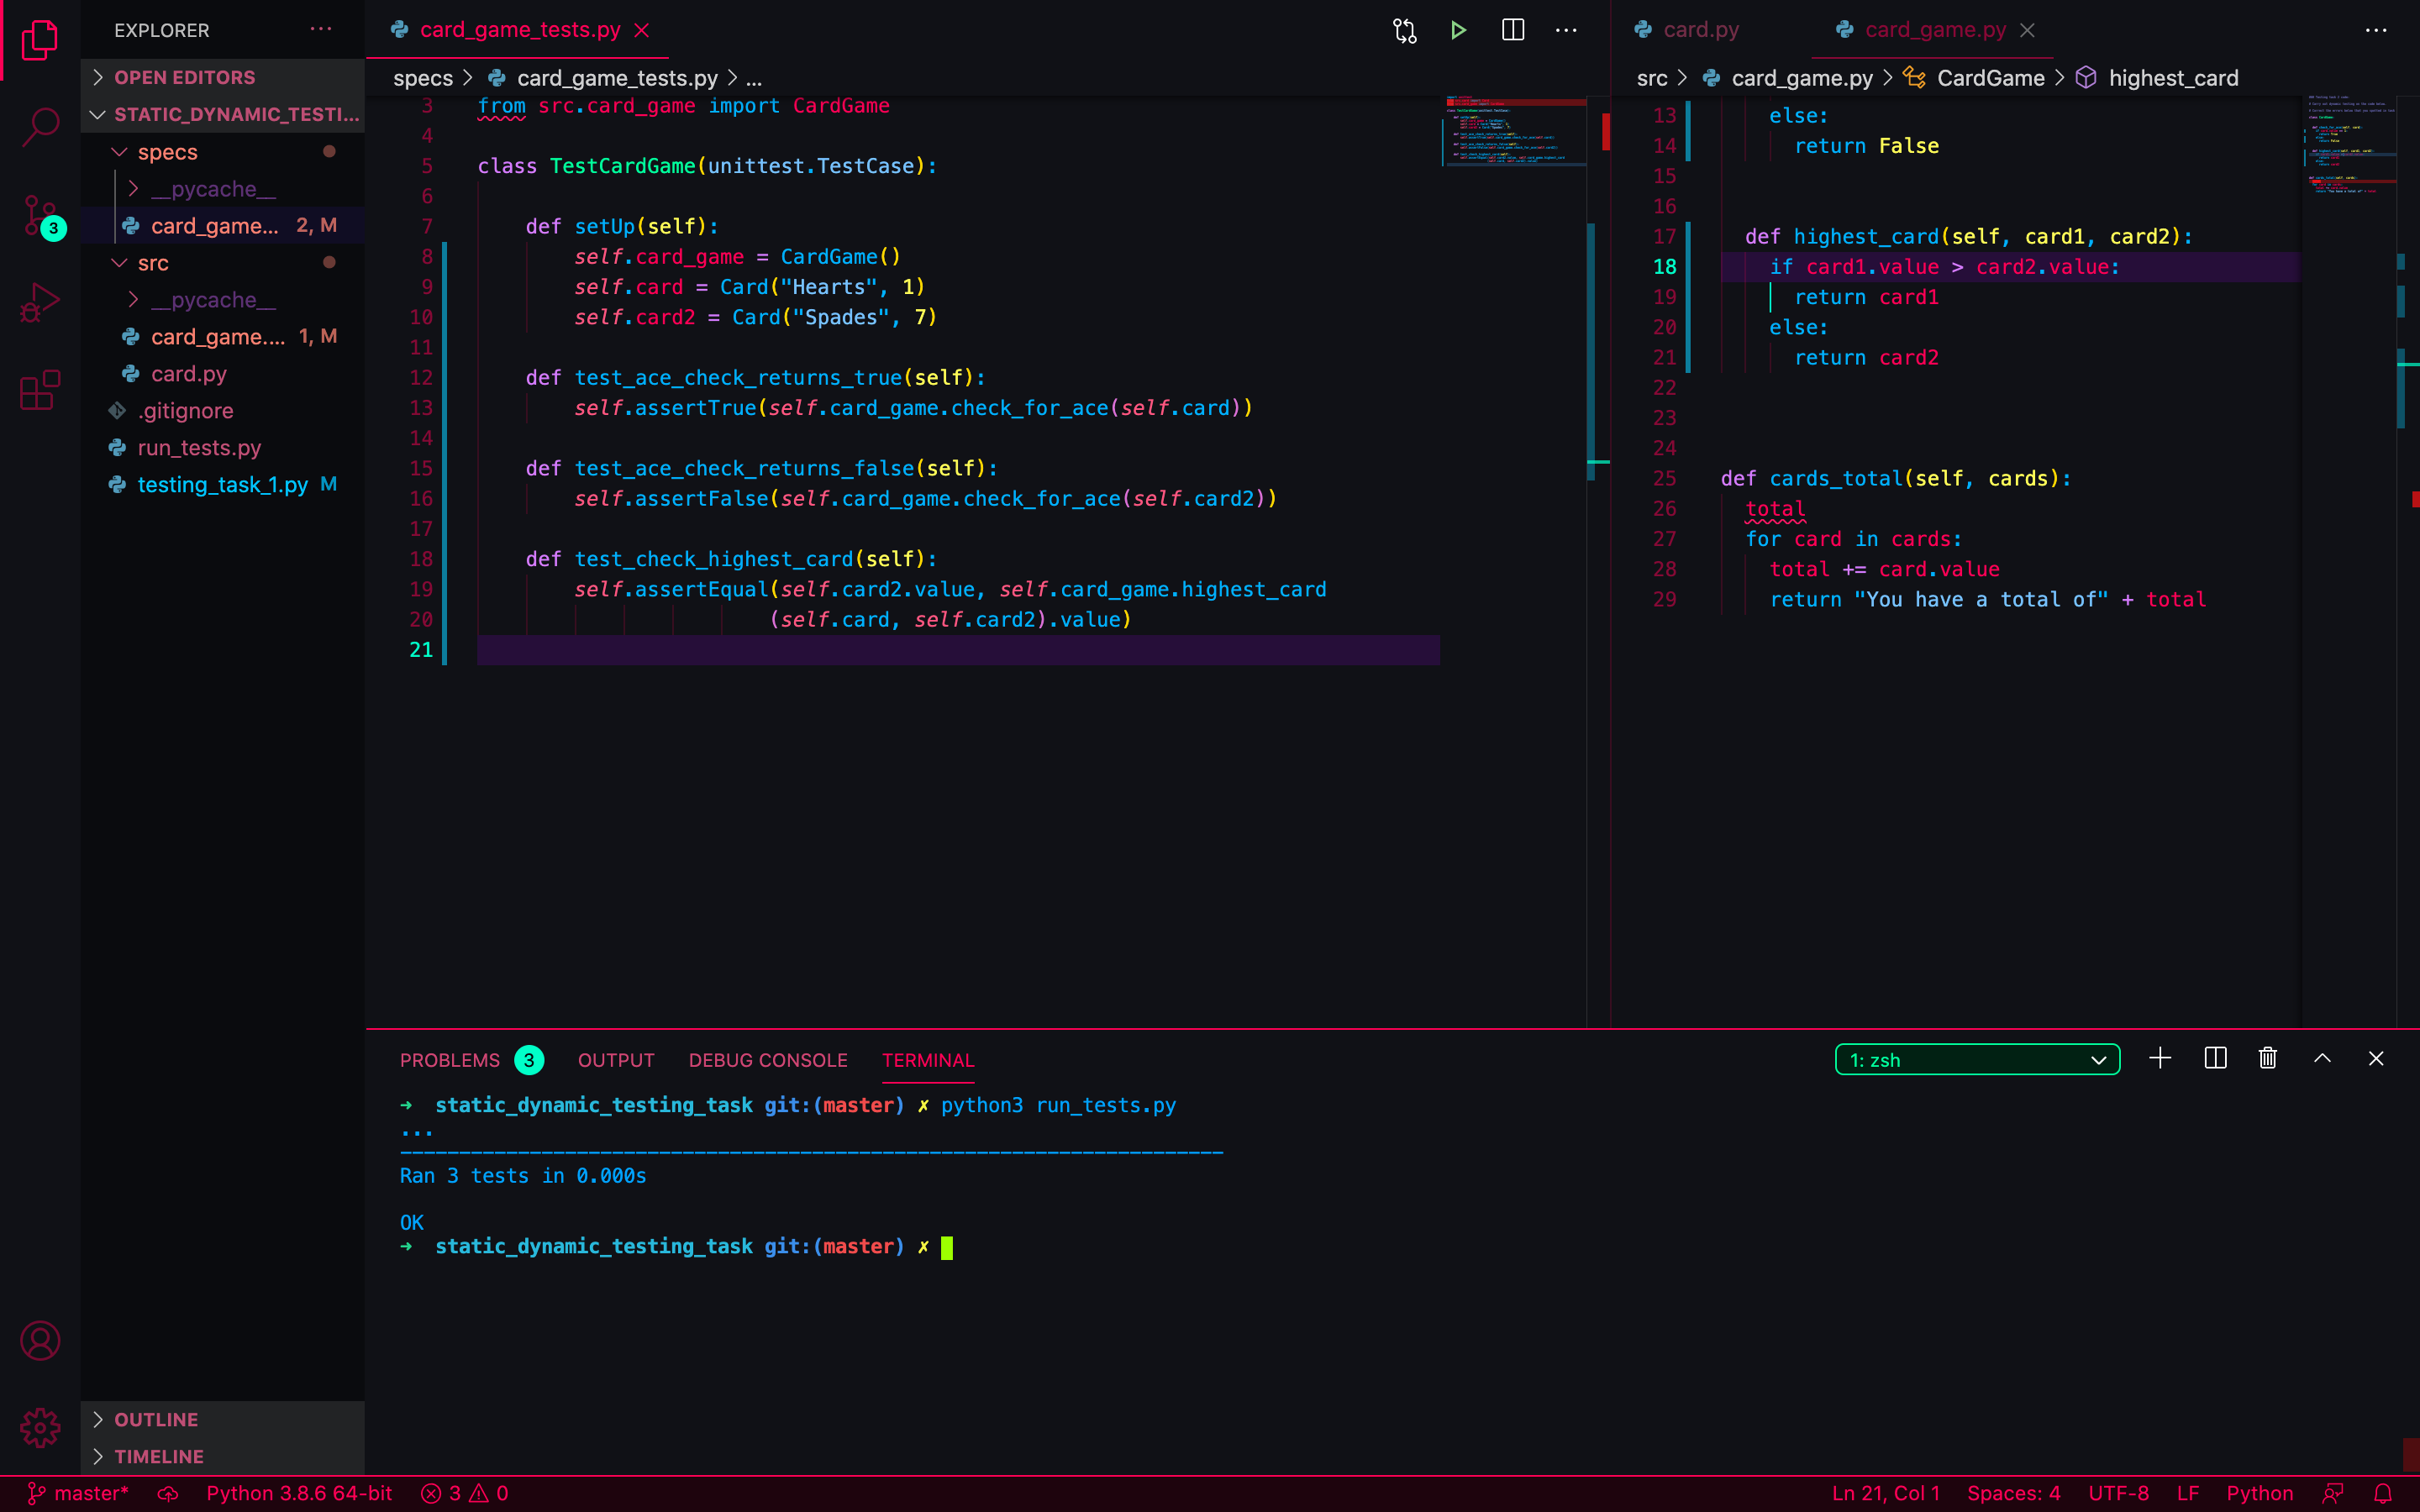 EXPLORER
OPEN EDITORS
STATIC_DYNAMIC_TESTI...
specs
__pycache__
card_game... 2, M
src
__pycache__
card_game.... 1, M
card.py
.gitignore
run_tests.py
testing_task_1.py M
3
OUTLINE
TIMELINE
card_game_tests.py
specs > card_game_tests.py > ...
3 from src.card_game import CardGame
4
5 class TestCardGame(unittest.TestCase):
6
7 def setUp(self):
8 self.card_game = CardGame()
9 self.card = Card("Hearts", 1)
10 self.card2 = Card("Spades", 7)
11
12 def test_ace_check_returns_true(self):
13 self.assertTrue(self.card_game.check_for_ace(self.card))
14
15 def test_ace_check_returns_false(self):
16 self.assertFalse(self.card_game.check_for_ace(self.card2))
17
18 def test_check_highest_card(self):
19 self.assertEqual(self.card2.value, self.card_game.highest_card
20 (self.card, self.card2).value)
21
card.py card_game.py
src > card_game.py > CardGame > highest_card
13 else:
14 return False
15
16
17 def highest_card(self, card1, card2):
18 if card1.value > card2.value:
19 return card1
20 else:
21 return card2
22
23
24
25 def cards_total(self, cards):
26 total
27 for card in cards:
28 total += card.value
29 return "You have a total of" + total
PROBLEMS 3 OUTPUT DEBUG CONSOLE TERMINAL
1: zsh
➜ static_dynamic_testing_task git:(master) ✗ python3 run_tests.py
...
----------------------------------------------------------------------
Ran 3 tests in 0.000s
OK
➜ static_dynamic_testing_task git:(master) ✗
master* Python 3.8.6 64-bit 3 0 Ln 21, Col 1 Spaces: 4 UTF-8 LF Python